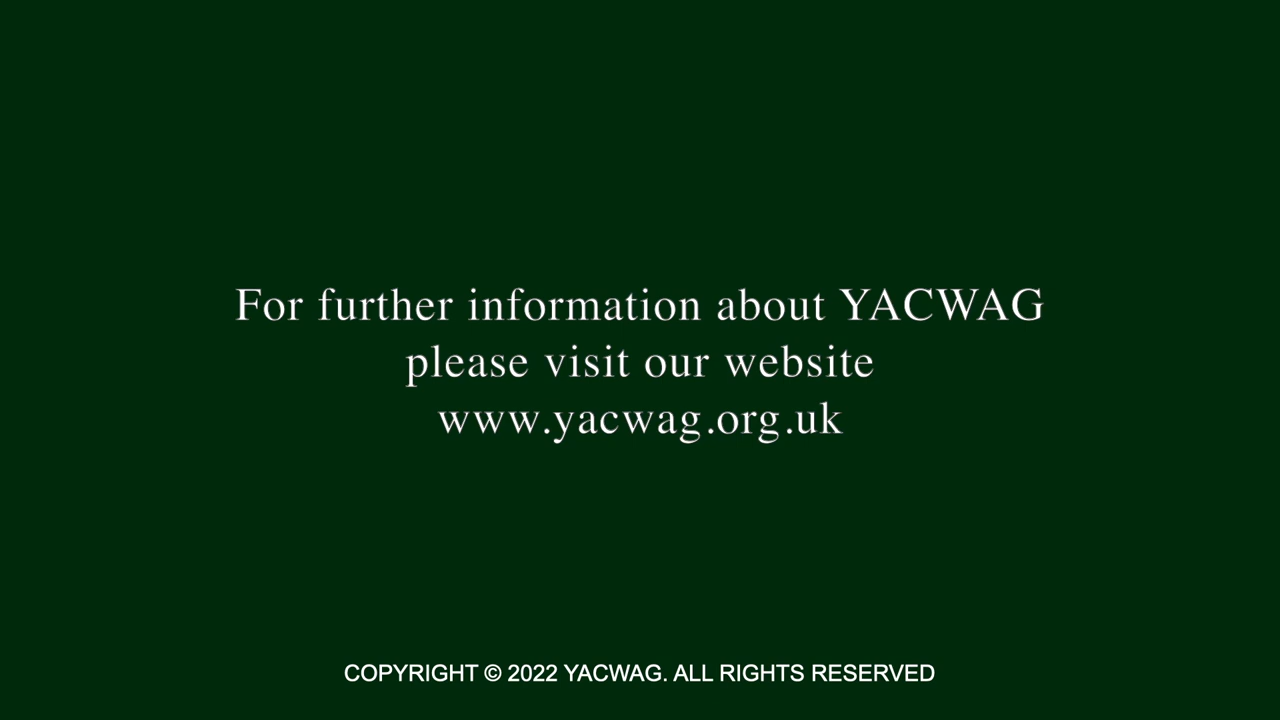 For further information about YACWAG
please visit our website
www.yacwag.org.uk
COPYRIGHT © 2022 YACWAG. ALL RIGHTS RESERVED